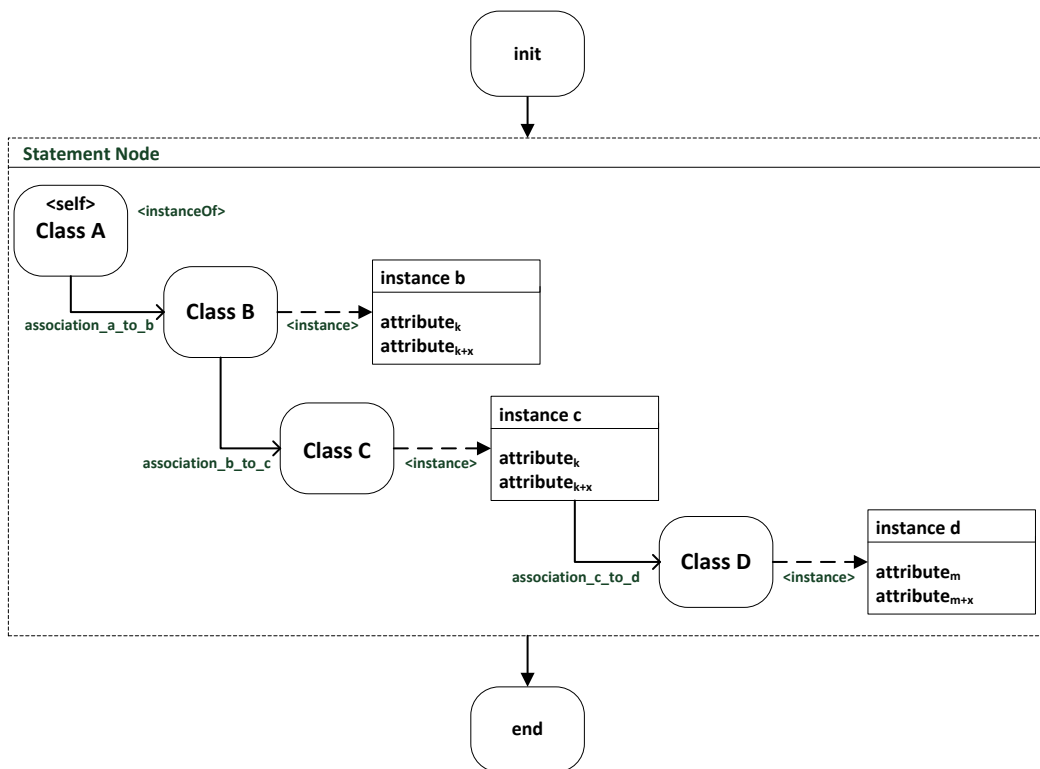 init
Statement Node
<self>
Class A
<instanceOf>
association_a_to_b
Class B
<instance>
instance b
attributeₖ
attributeₖ₊ₓ
association_b_to_c
Class C
<instance>
instance c
attributeₖ
attributeₖ₊ₓ
association_c_to_d
Class D
<instance>
instance d
attributeₘ
attributeₘ₊ₓ
end